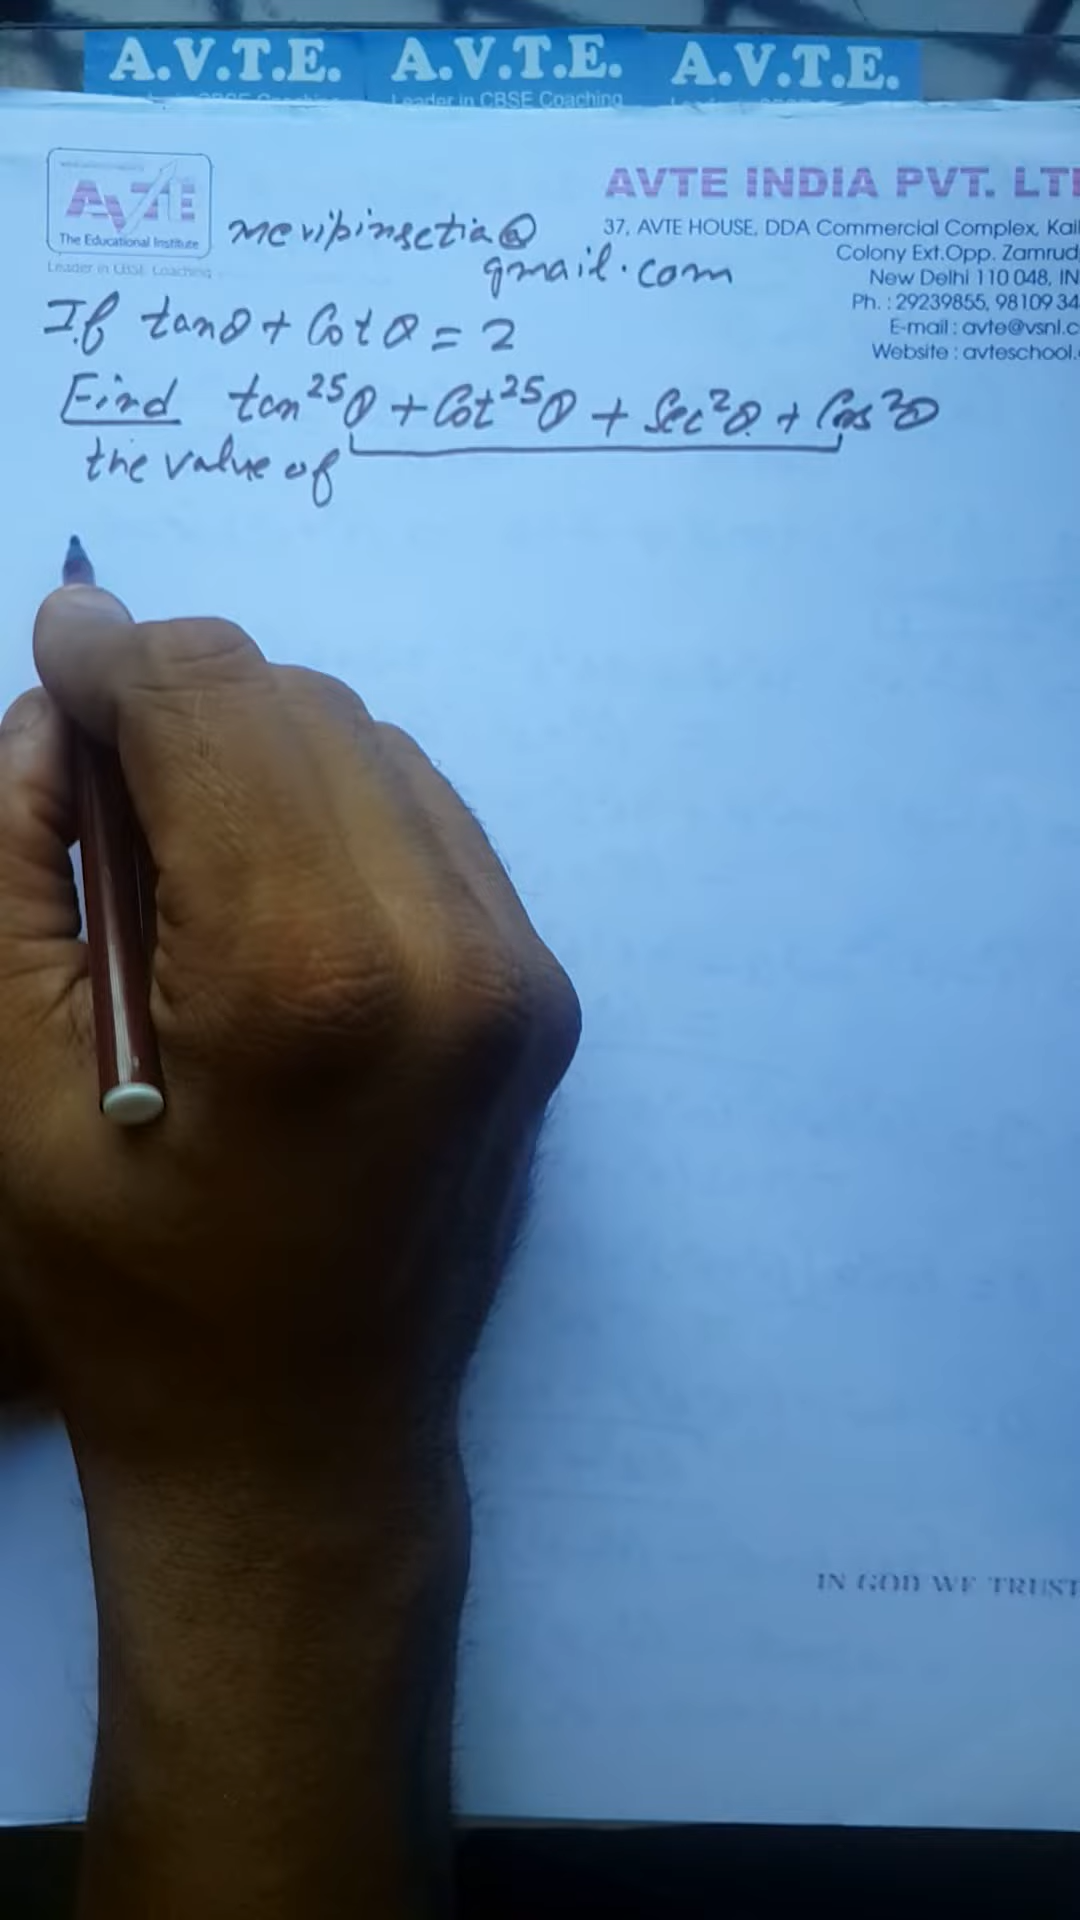 A.V.T.E. A.V.T.E. A.V.T.E.
Leader in CBSE Coaching
AVTE
The Educational Institute
Leader in CBSE Coaching
AVTE INDIA PVT. LT
37, AVTE HOUSE, DDA Commercial Complex, Kail
Colony Ext.Opp. Zamrud
New Delhi 110 048, IN
Ph. : 29239855, 98109 34
E-mail : avte@vsnl.c
Website : avteschool.
@
gmail.com
If tanθ + Cotθ = 2
Find tan²⁵θ + Cot²⁵θ + Sec²θ + Cos²θ
the value of
IN GOD WE TRUST